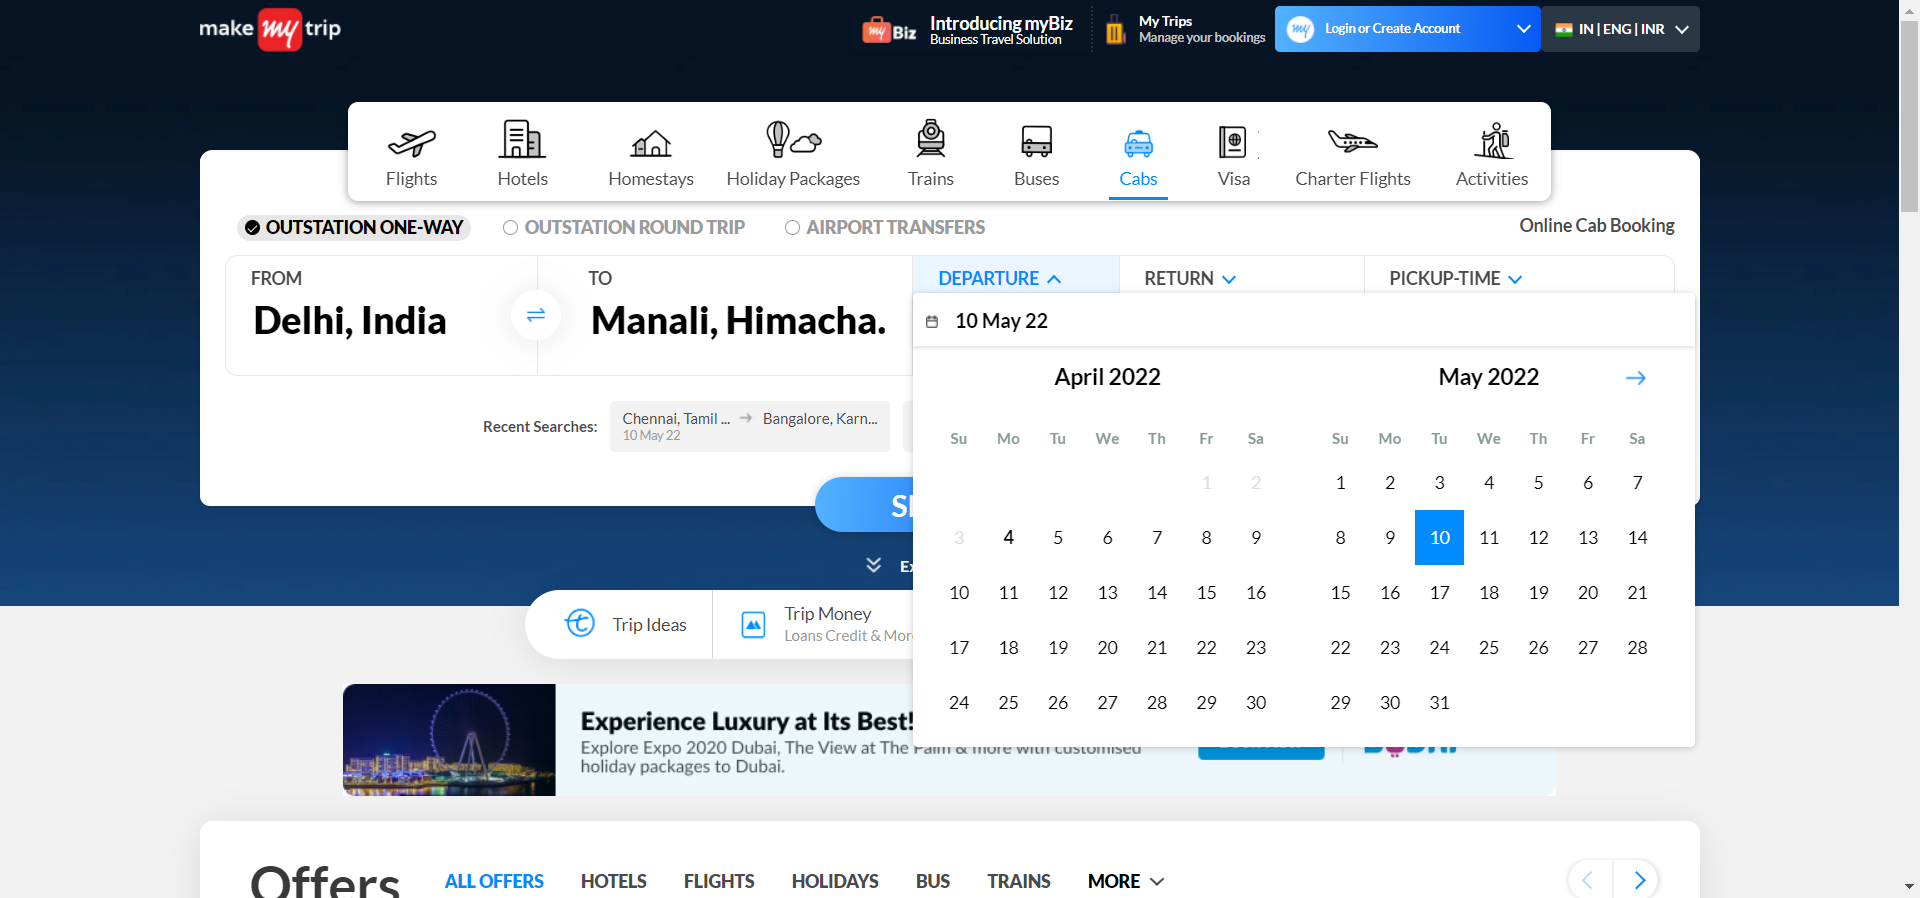 make my trip
my Biz
Introducing myBiz
Business Travel Solution
My Trips
Manage your bookings
my
Login or Create Account
IN | ENG | INR
Flights
Hotels
Homestays
Holiday Packages
Trains
Buses
Cabs
Visa
Charter Flights
Activities
OUTSTATION ONE-WAY
OUTSTATION ROUND TRIP
AIRPORT TRANSFERS
Online Cab Booking
FROM
Delhi, India
TO
Manali, Himacha.
DEPARTURE
RETURN
PICKUP-TIME
10 May 22
April 2022
Su Mo Tu We Th Fr Sa
1 2
3 4 5 6 7 8 9
10 11 12 13 14 15 16
17 18 19 20 21 22 23
24 25 26 27 28 29 30
May 2022
Su Mo Tu We Th Fr Sa
1 2 3 4 5 6 7
8 9 10 11 12 13 14
15 16 17 18 19 20 21
22 23 24 25 26 27 28
29 30 31
Recent Searches:
Chennai, Tamil ... → Bangalore, Karn...
10 May 22
Trip Ideas
Trip Money
Loans Credit & Mor
Experience Luxury at Its Best!
Explore Expo 2020 Dubai, The View at The Palm & more with customised
holiday packages to Dubai.
Offers
ALL OFFERS
HOTELS
FLIGHTS
HOLIDAYS
BUS
TRAINS
MORE